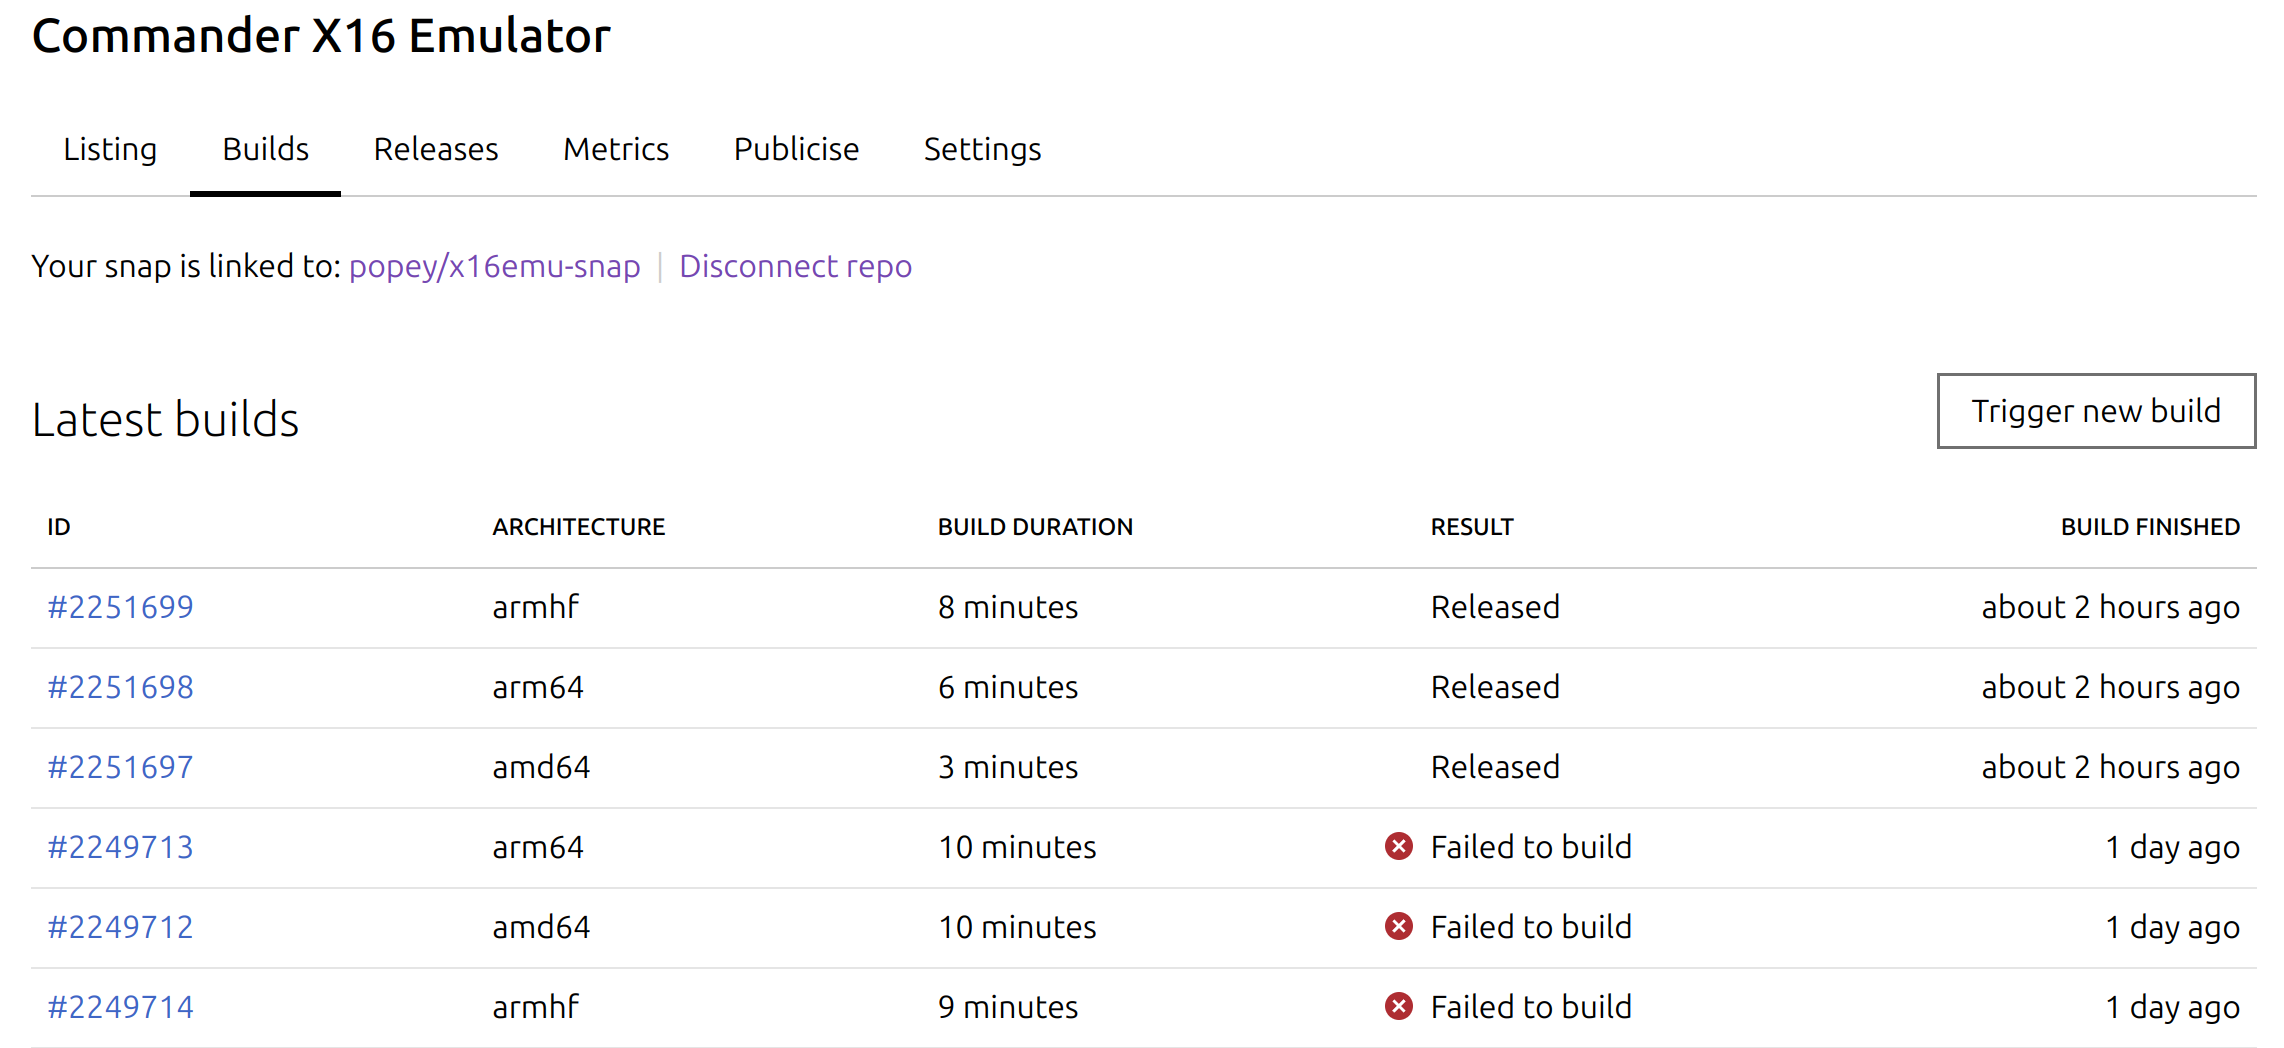 Commander X16 Emulator
Listing Builds Releases Metrics Publicise Settings
Your snap is linked to: popey/x16emu-snap | Disconnect repo
Latest builds
Trigger new build
ID ARCHITECTURE BUILD DURATION RESULT BUILD FINISHED
#2251699 armhf 8 minutes Released about 2 hours ago
#2251698 arm64 6 minutes Released about 2 hours ago
#2251697 amd64 3 minutes Released about 2 hours ago
#2249713 arm64 10 minutes Failed to build 1 day ago
#2249712 amd64 10 minutes Failed to build 1 day ago
#2249714 armhf 9 minutes Failed to build 1 day ago